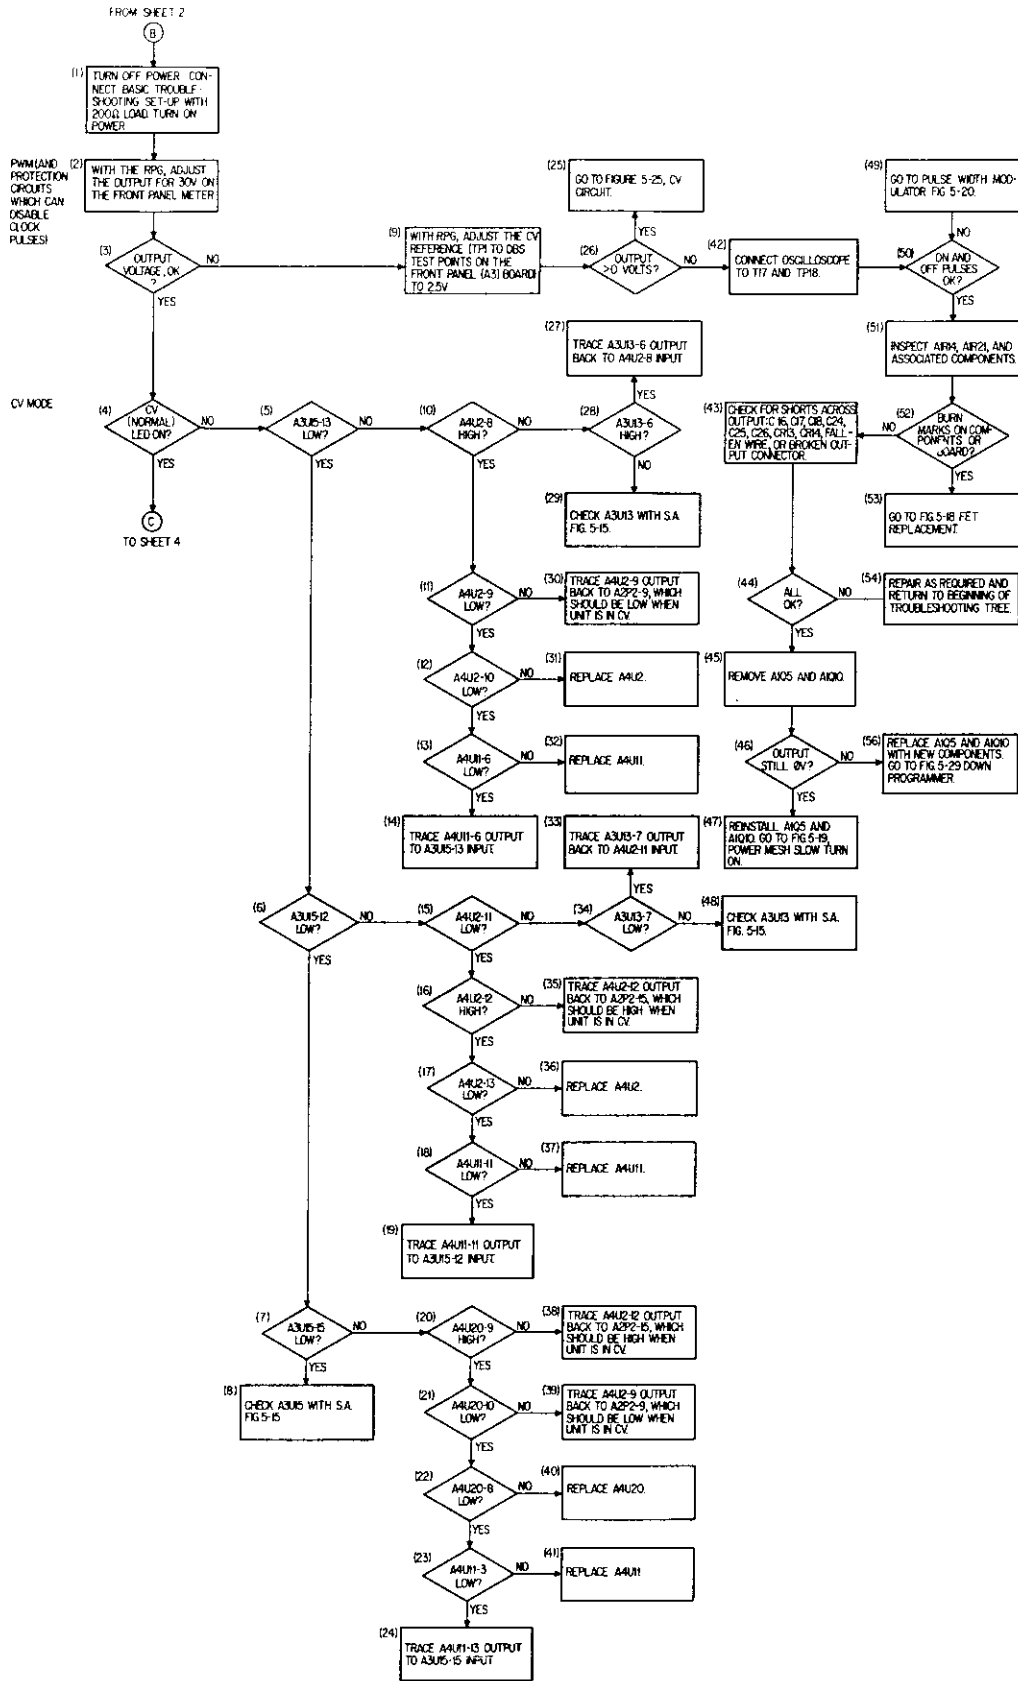 FROM SHEET 2
B
(1)
TURN OFF POWER CON-
NECT BASIC TROUBLE-
SHOOTING SET-UP WITH
200Ω LOAD. TURN ON
POWER
PWM (AND
PROTECTION
CIRCUITS
WHICH CAN
DISABLE
CLOCK
PULSES)
(2)
WITH THE RPG, ADJUST
THE OUTPUT FOR 30V ON
THE FRONT PANEL METER
(3)
OUTPUT
VOLTAGE, OK
?
NO
YES
(9)
WITH RPG, ADJUST THE CV
REFERENCE (TP1 TO DBS
TEST POINTS ON THE
FRONT PANEL (A3) BOARD)
TO 2.5V
(25)
GO TO FIGURE 5-25, CV
CIRCUIT.
YES
(26)
OUTPUT
>0 VOLTS?
NO
(42)
CONNECT OSCILLOSCOPE
TO T17 AND TP18.
(49)
GO TO PULSE WIDTH MOD-
ULATOR FIG 5-20.
NO
(50)
ON AND
OFF PULSES
OK?
YES
(51)
INSPECT A1R14, A1R21, AND
ASSOCIATED COMPONENTS.
(52)
BURN
MARKS ON COM-
PONENTS OR
BOARD?
NO
YES
(53)
GO TO FIG.5-18 FET
REPLACEMENT.
(43)
CHECK FOR SHORTS ACROSS
OUTPUT: C16, C17, C18, C24,
C25, C26, CR13, CR14, FALL-
EN WIRE, OR BROKEN OUT-
PUT CONNECTOR.
(44)
ALL
OK?
NO
YES
(54)
REPAIR AS REQUIRED AND
RETURN TO BEGINNING OF
TROUBLESHOOTING TREE.
(45)
REMOVE A1Q5 AND A1Q10.
(46)
OUTPUT
STILL ØV?
NO
YES
(56)
REPLACE A1Q5 AND A1Q10
WITH NEW COMPONENTS.
GO TO FIG. 5-29 DOWN
PROGRAMMER.
(47)
REINSTALL A1Q5 AND
A1Q10. GO TO FIG.5-19,
POWER MESH SLOW TURN
ON.
CV MODE
(4)
CV
(NORMAL)
LED ON?
NO
YES
C
TO SHEET 4
(5)
A3U15-13
LOW?
NO
YES
(10)
A4U2-8
HIGH?
NO
YES
(27)
TRACE A3U13-6 OUTPUT
BACK TO A4U2-8 INPUT
YES
(28)
A3U13-6
HIGH?
NO
(29)
CHECK A3U13 WITH S.A.
FIG. 5-15.
(11)
A4U2-9
LOW?
NO
YES
(30)
TRACE A4U2-9 OUTPUT
BACK TO A2P2-9, WHICH
SHOULD BE LOW WHEN
UNIT IS IN CV.
(12)
A4U2-10
LOW?
NO
YES
(31)
REPLACE A4U2.
(13)
A4U11-6
LOW?
NO
YES
(32)
REPLACE A4U11.
(14)
TRACE A4U11-6 OUTPUT
TO A3U15-13 INPUT.
(33)
TRACE A3U13-7 OUTPUT
BACK TO A4U2-11 INPUT.
YES
(6)
A3U15-12
LOW?
NO
YES
(15)
A4U2-11
LOW?
NO
YES
(34)
A3U13-7
LOW?
NO
(48)
CHECK A3U13 WITH S.A.
FIG. 5-15.
(16)
A4U2-12
HIGH?
NO
YES
(35)
TRACE A4U2-12 OUTPUT
BACK TO A2P2-15, WHICH
SHOULD BE HIGH WHEN
UNIT IS IN CV.
(17)
A4U2-13
LOW?
NO
YES
(36)
REPLACE A4U2.
(18)
A4U11-11
LOW?
NO
YES
(37)
REPLACE A4U11.
(19)
TRACE A4U11-11 OUTPUT
TO A3U15-12 INPUT.
(7)
A3U15-15
LOW?
NO
YES
(8)
CHECK A3U15 WITH S.A.
FIG 5-15
(20)
A4U20-9
HIGH?
NO
YES
(38)
TRACE A4U2-12 OUTPUT
BACK TO A2P2-15, WHICH
SHOULD BE HIGH WHEN
UNIT IS IN CV.
(21)
A4U20-10
LOW?
NO
YES
(39)
TRACE A4U2-9 OUTPUT
BACK TO A2P2-9, WHICH
SHOULD BE LOW WHEN
UNIT IS IN CV.
(22)
A4U20-8
LOW?
NO
YES
(40)
REPLACE A4U20.
(23)
A4U11-3
LOW?
NO
YES
(41)
REPLACE A4U11
(24)
TRACE A4U11-13 OUTPUT
TO A3U15-15 INPUT